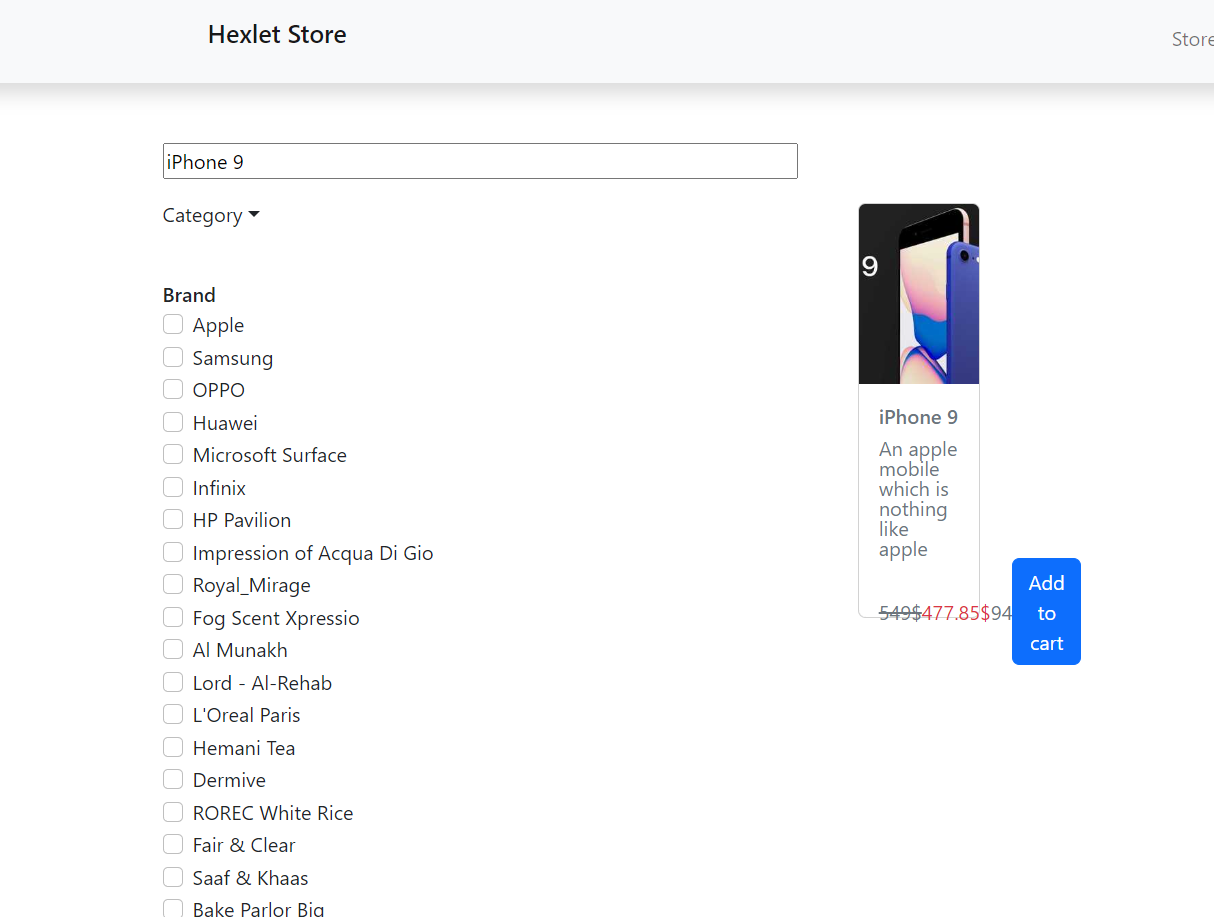 Hexlet Store
Store
iPhone 9
Category
Brand
Apple
Samsung
OPPO
Huawei
Microsoft Surface
Infinix
HP Pavilion
Impression of Acqua Di Gio
Royal_Mirage
Fog Scent Xpressio
Al Munakh
Lord - Al-Rehab
L'Oreal Paris
Hemani Tea
Dermive
ROREC White Rice
Fair & Clear
Saaf & Khaas
Bake Parlor Big
9
iPhone 9
An apple
mobile
which is
nothing
like
apple
549$477.85$94
Add
to
cart